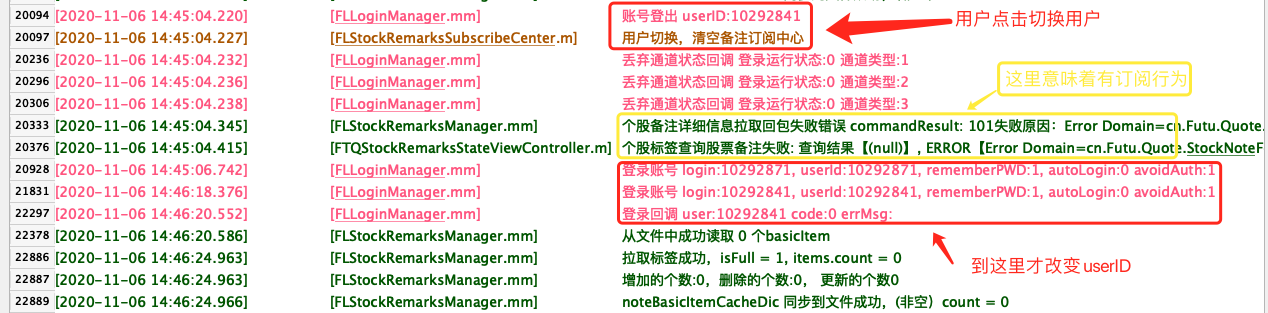 20094 [2020-11-06 14:45:04.220] [FLLoginManager.mm] 账号登出 userID:10292841 用户点击切换用户
20097 [2020-11-06 14:45:04.227] [FLStockRemarksSubscribeCenter.m] 用户切换，清空备注订阅中心
20236 [2020-11-06 14:45:04.232] [FLLoginManager.mm] 丢弃通道状态回调 登录运行状态:0 通道类型:1
20296 [2020-11-06 14:45:04.236] [FLLoginManager.mm] 丢弃通道状态回调 登录运行状态:0 通道类型:2 这里意味着有订阅行为
20306 [2020-11-06 14:45:04.238] [FLLoginManager.mm] 丢弃通道状态回调 登录运行状态:0 通道类型:3
20333 [2020-11-06 14:45:04.345] [FLStockRemarksManager.mm] 个股备注详细信息拉取回包失败错误 commandResult: 101失败原因：Error Domain=cn.Futu.Quote.
20376 [2020-11-06 14:45:04.415] [FTQStockRemarksStateViewController.m] 个股标签查询股票备注失败: 查询结果【(null)】, ERROR【Error Domain=cn.Futu.Quote.StockNoteF
20928 [2020-11-06 14:45:06.742] [FLLoginManager.mm] 登录账号 login:10292871, userId:10292871, rememberPWD:1, autoLogin:0 avoidAuth:1
21831 [2020-11-06 14:46:18.376] [FLLoginManager.mm] 登录账号 login:10292841, userId:10292841, rememberPWD:1, autoLogin:0 avoidAuth:1
22297 [2020-11-06 14:46:20.552] [FLLoginManager.mm] 登录回调 user:10292841 code:0 errMsg:
22378 [2020-11-06 14:46:20.586] [FLStockRemarksManager.mm] 从文件中成功读取 0 个basicItem
22886 [2020-11-06 14:46:24.963] [FLStockRemarksManager.mm] 拉取标签成功，isFull = 1, items.count = 0 到这里才改变userID
22887 [2020-11-06 14:46:24.963] [FLStockRemarksManager.mm] 增加的个数:0，删除的个数:0， 更新的个数0
22889 [2020-11-06 14:46:24.966] [FLStockRemarksManager.mm] noteBasicItemCacheDic 同步到文件成功，(非空）count = 0